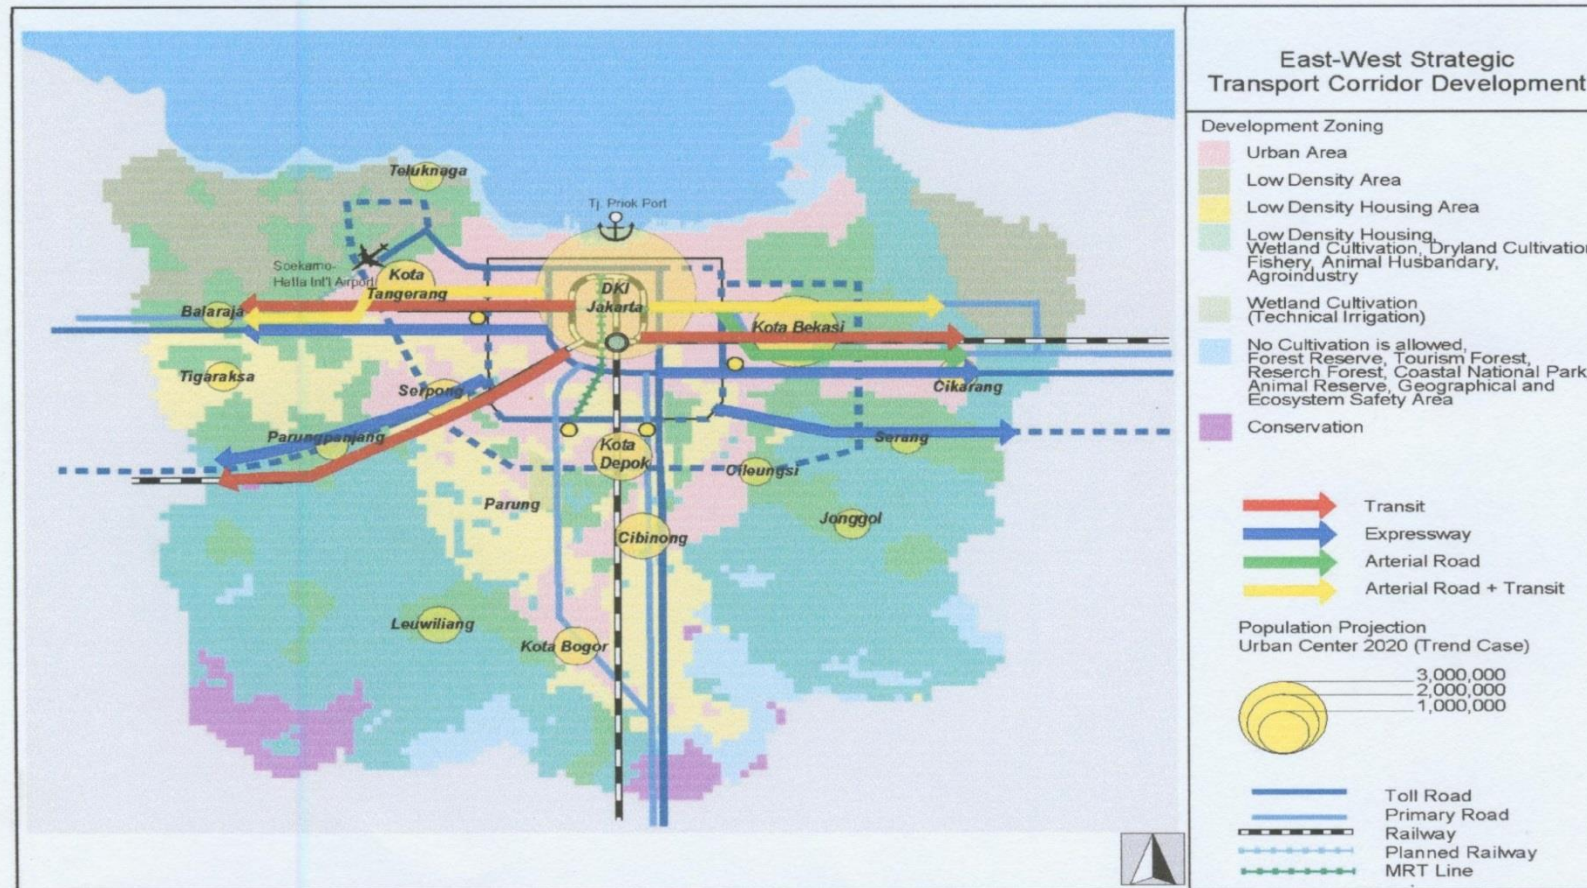 East-West Strategic
Transport Corridor Development
Development Zoning
Urban Area
Low Density Area
Low Density Housing Area
Low Density Housing,
Wetland Cultivation, Dryland Cultivation
Fishery, Animal Husbandary,
Agroindustry
Wetland Cultivation
(Technical Irrigation)
No Cultivation is allowed,
Forest Reserve, Tourism Forest,
Reserch Forest, Coastal National Park
Animal Reserve, Geographical and
Ecosystem Safety Area
Conservation
Transit
Expressway
Arterial Road
Arterial Road + Transit
Population Projection
Urban Center 2020 (Trend Case)
3,000,000
2,000,000
1,000,000
Toll Road
Primary Road
Railway
Planned Railway
MRT Line
Teluknaga
Tj. Priok Port
Soekarno-
Hatta Int'l Airport
Kota
Tangerang
DKI
Jakarta
Balaraja
Kota Bekasi
Tigaraksa
Serpong
Cikarang
Parungpanjang
Kota
Depok
Serang
Cileungsi
Parung
Jonggol
Cibinong
Leuwiliang
Kota Bogor